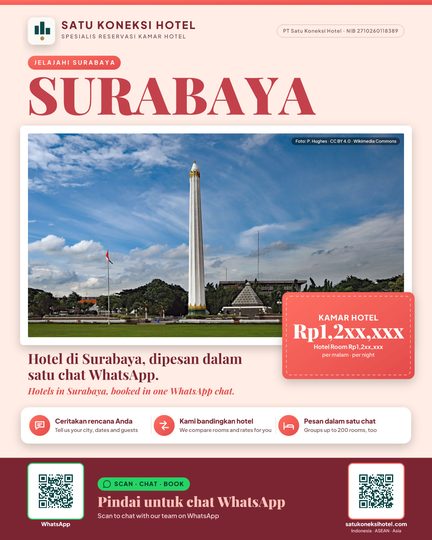 SATU KONEKSI HOTEL
SPESIALIS RESERVASI KAMAR HOTEL
PT Satu Koneksi Hotel · NIB 2710260118389
JELAJAHI SURABAYA
SURABAYA
Foto: P. Hughes · CC BY 4.0 · Wikimedia Commons
KAMAR HOTEL
Rp1,2xx,xxx
Hotel Room Rp1,2xx,xxx
per malam · per night
Hotel di Surabaya, dipesan dalam
satu chat WhatsApp.
Hotels in Surabaya, booked in one WhatsApp chat.
Ceritakan rencana Anda
Tell us your city, dates and guests
Kami bandingkan hotel
We compare rooms and rates for you
Pesan dalam satu chat
Groups up to 200 rooms, too
SCAN · CHAT · BOOK
Pindai untuk chat WhatsApp
Scan to chat with our team on WhatsApp
WhatsApp
satukoneksihotel.com
Indonesia · ASEAN · Asia